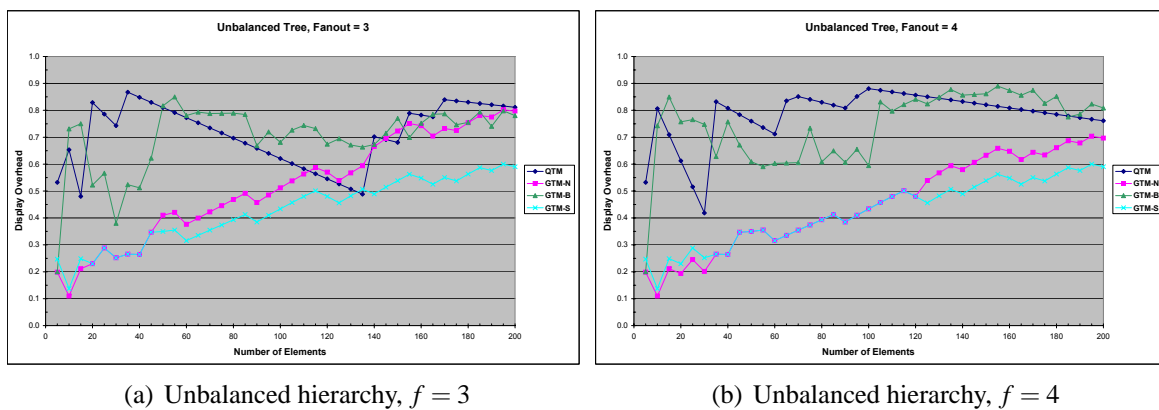 Unbalanced Tree, Fanout = 3
1.0
0.9
0.8
0.7
0.6
0.5
0.4
0.3
0.2
0.1
0.0
Display Overhead
0 20 40 60 80 100 120 140 160 180 200
Number of Elements
QTM
GTM-N
GTM-B
GTM-S
(a) Unbalanced hierarchy, f = 3
Unbalanced Tree, Fanout = 4
1.0
0.9
0.8
0.7
0.6
0.5
0.4
0.3
0.2
0.1
0.0
Display Overhead
0 20 40 60 80 100 120 140 160 180 200
Number of Elements
QTM
GTM-N
GTM-B
GTM-S
(b) Unbalanced hierarchy, f = 4